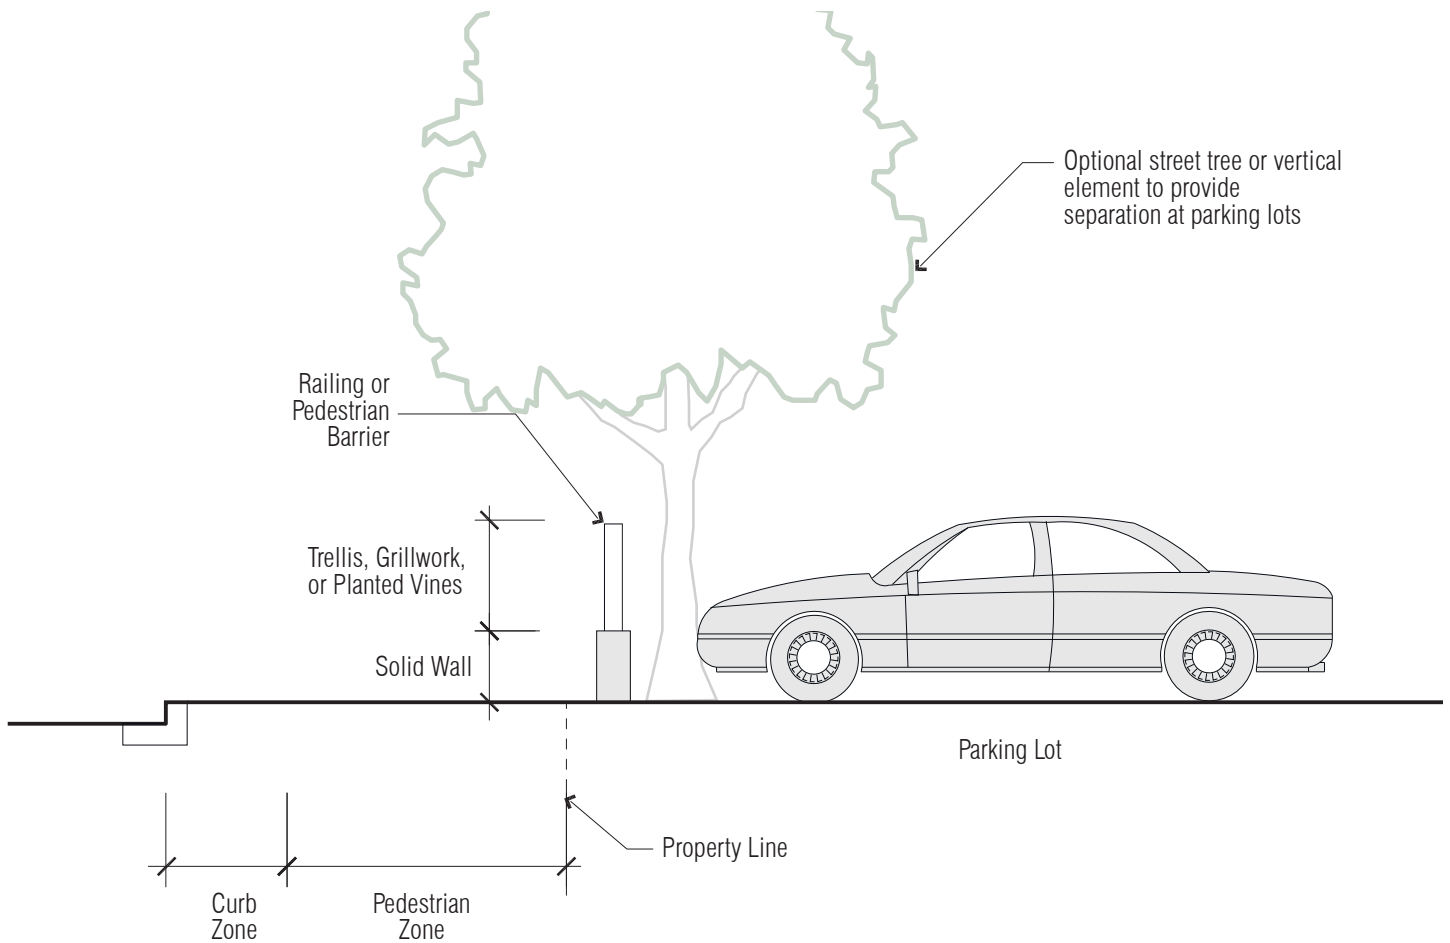 Optional street tree or vertical
element to provide
separation at parking lots
Railing or
Pedestrian
Barrier
Trellis, Grillwork,
or Planted Vines
Solid Wall
Parking Lot
Property Line
Curb
Zone
Pedestrian
Zone